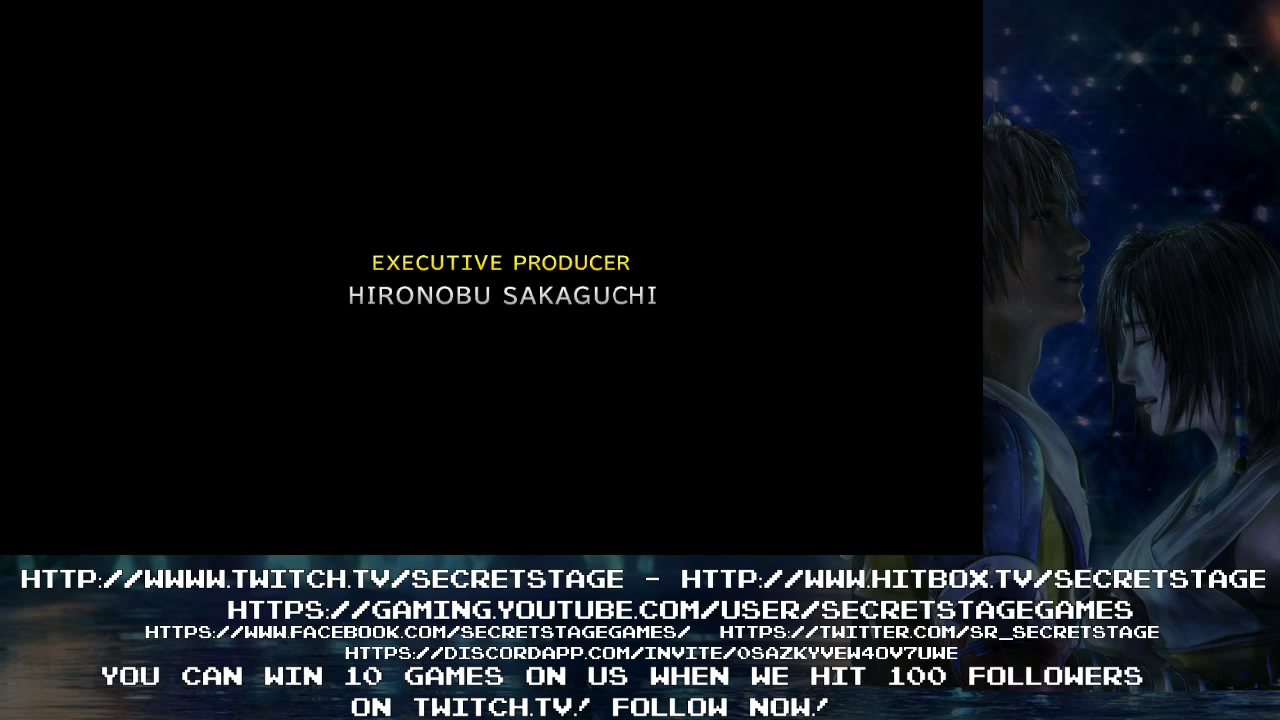 EXECUTIVE PRODUCER
HIRONOBU SAKAGUCHI
HTTP://WWWW.TWITCH.TV/SECRETSTAGE - HTTP://WWW.HITBOX.TV/SECRETSTAGE
HTTPS://GAMING.YOUTUBE.COM/USER/SECRETSTAGEGAMES
HTTPS://WWW.FACEBOOK.COM/SECRETSTAGEGAMES/ HTTPS://TWITTER.COM/SR_SECRETSTAGE
HTTPS://DISCORDAPP.COM/INVITE/0SAZKYVEW4OV7UWE
YOU CAN WIN 10 GAMES ON US WHEN WE HIT 100 FOLLOWERS
ON TWITCH.TV! FOLLOW NOW!